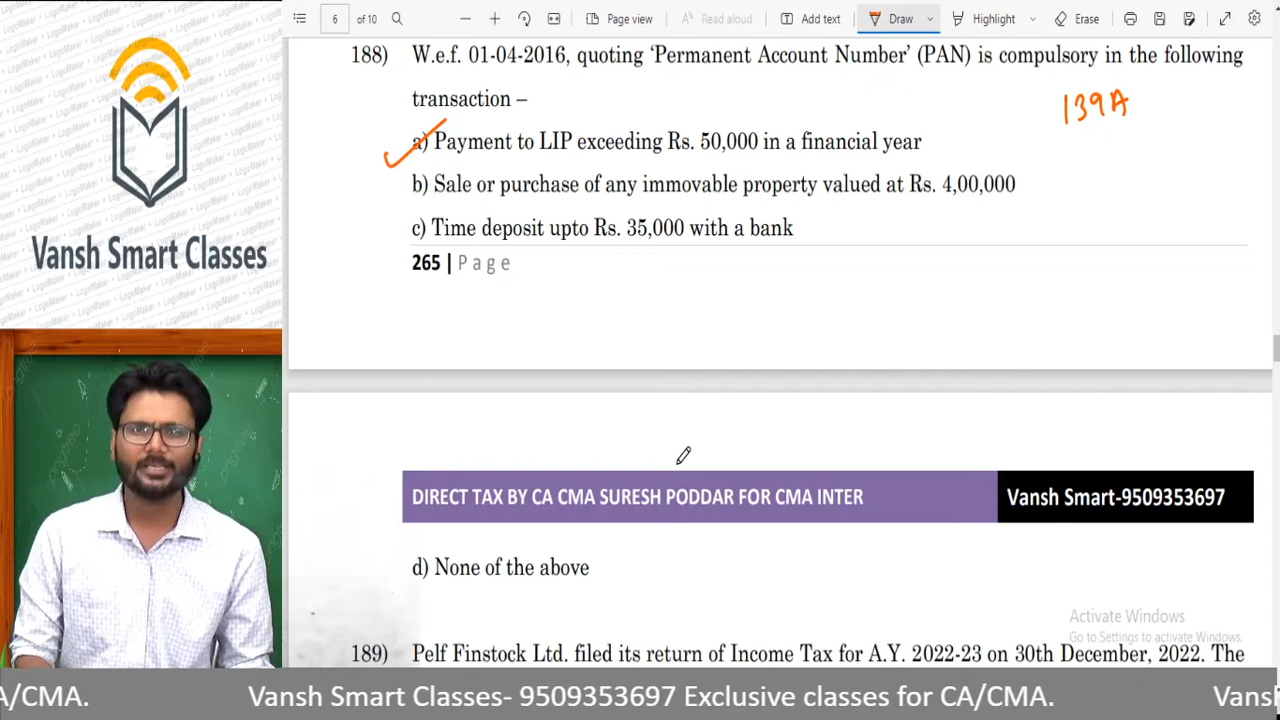 6 of 10 Page view Read aloud Add text Draw Highlight Erase
188) W.e.f. 01-04-2016, quoting ‘Permanent Account Number’ (PAN) is compulsory in the following
transaction –
139A
a) Payment to LIP exceeding Rs. 50,000 in a financial year
b) Sale or purchase of any immovable property valued at Rs. 4,00,000
c) Time deposit upto Rs. 35,000 with a bank
265 | P a g e
Vansh Smart Classes
DIRECT TAX BY CA CMA SURESH PODDAR FOR CMA INTER Vansh Smart-9509353697
d) None of the above
Activate Windows
Go to Settings to activate Windows.
189) Pelf Finstock Ltd. filed its return of Income Tax for A.Y. 2022-23 on 30th December, 2022. The
A/CMA. Vansh Smart Classes- 9509353697 Exclusive classes for CA/CMA. Vansh